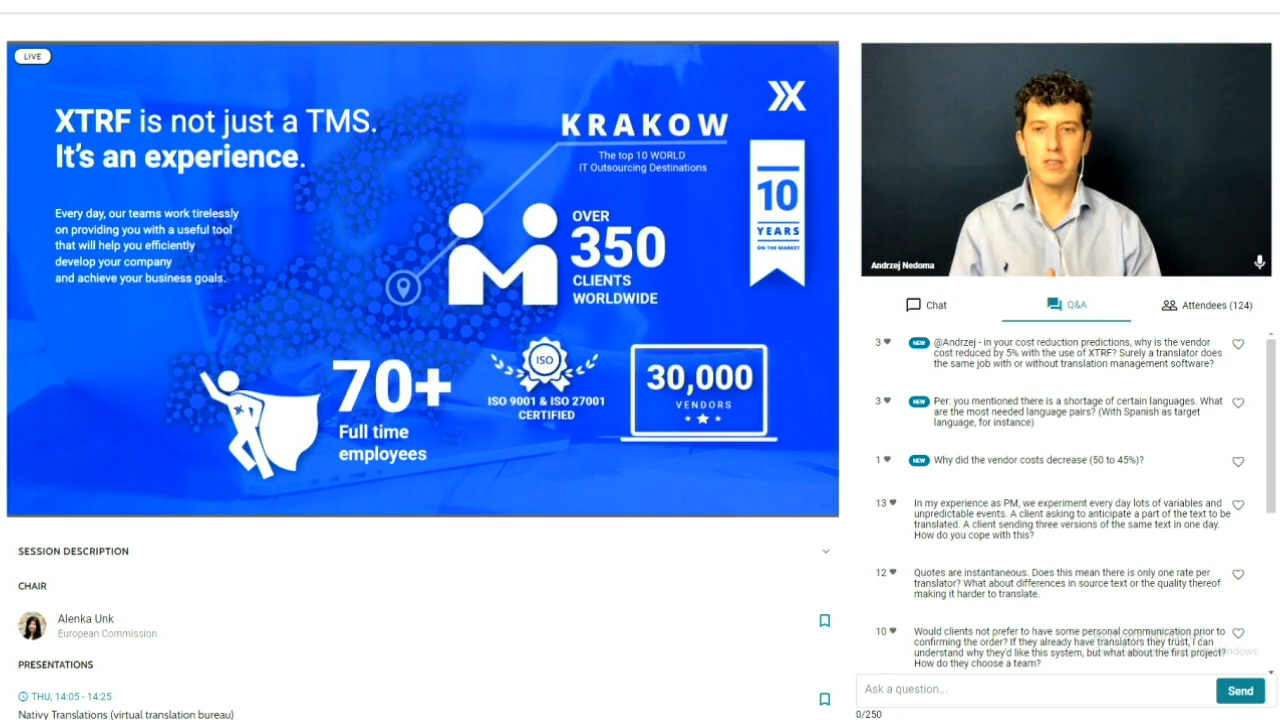 LIVE
XTRF is not just a TMS.
It's an experience.
Every day, our teams work tirelessly
on providing you with a useful tool
that will help you efficiently
develop your company
and achieve your business goals.
KRAKOW
The top 10 WORLD
IT Outsourcing Destinations
10
YEARS
ON THE MARKET
OVER
350
CLIENTS
WORLDWIDE
70+
Full time
employees
ISO
ISO 9001 & ISO 27001
CERTIFIED
30,000
VENDORS
SESSION DESCRIPTION
CHAIR
Alenka Unk
European Commission
PRESENTATIONS
THU, 14:05 - 14:25
Nativy Translations (virtual translation bureau)
Andrzej Nedoma
Chat
Q&A
Attendees (124)
3
NEW @Andrzej - in your cost reduction predictions, why is the vendor
cost reduced by 5% with the use of XTRF? Surely a translator does
the same job with or without translation management software?
3
NEW Per: you mentioned there is a shortage of certain languages. What
are the most needed language pairs? (With Spanish as target
language, for instance)
1
NEW Why did the vendor costs decrease (50 to 45%)?
13
In my experience as PM, we experiment every day lots of variables and
unpredictable events. A client asking to anticipate a part of the text to be
translated. A client sending three versions of the same text in one day.
How do you cope with this?
12
Quotes are instantaneous. Does this mean there is only one rate per
translator? What about differences in source text or the quality thereof
making it harder to translate.
10
Would clients not prefer to have some personal communication prior to
confirming the order? If they already have translators they trust, I can
understand why they'd like this system, but what about the first project?
How do they choose a team?
Ask a question...
Send
0/250